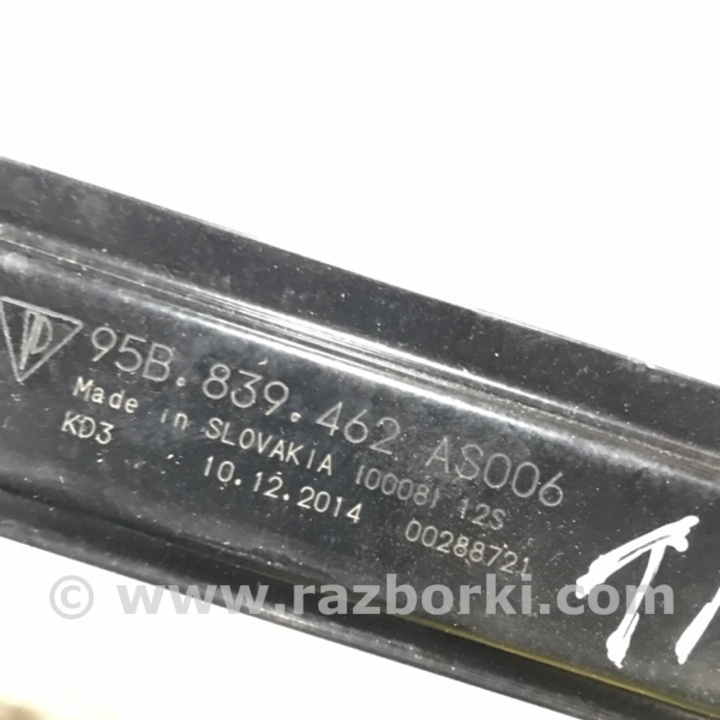 95B.839.462 AS006
Made in SLOVAKIA 100081 12S
KD3 10.12.2014 00288721
© www.razborki.com